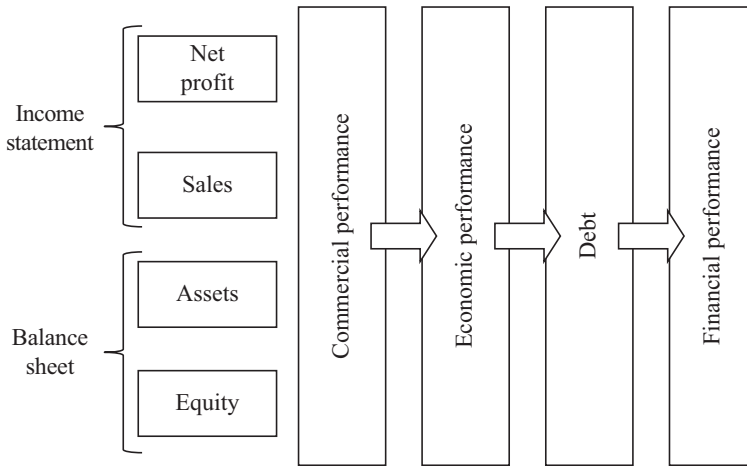 Net
profit
Income
statement
Sales
Assets
Balance
sheet
Equity
Commercial performance
Economic performance
Debt
Financial performance